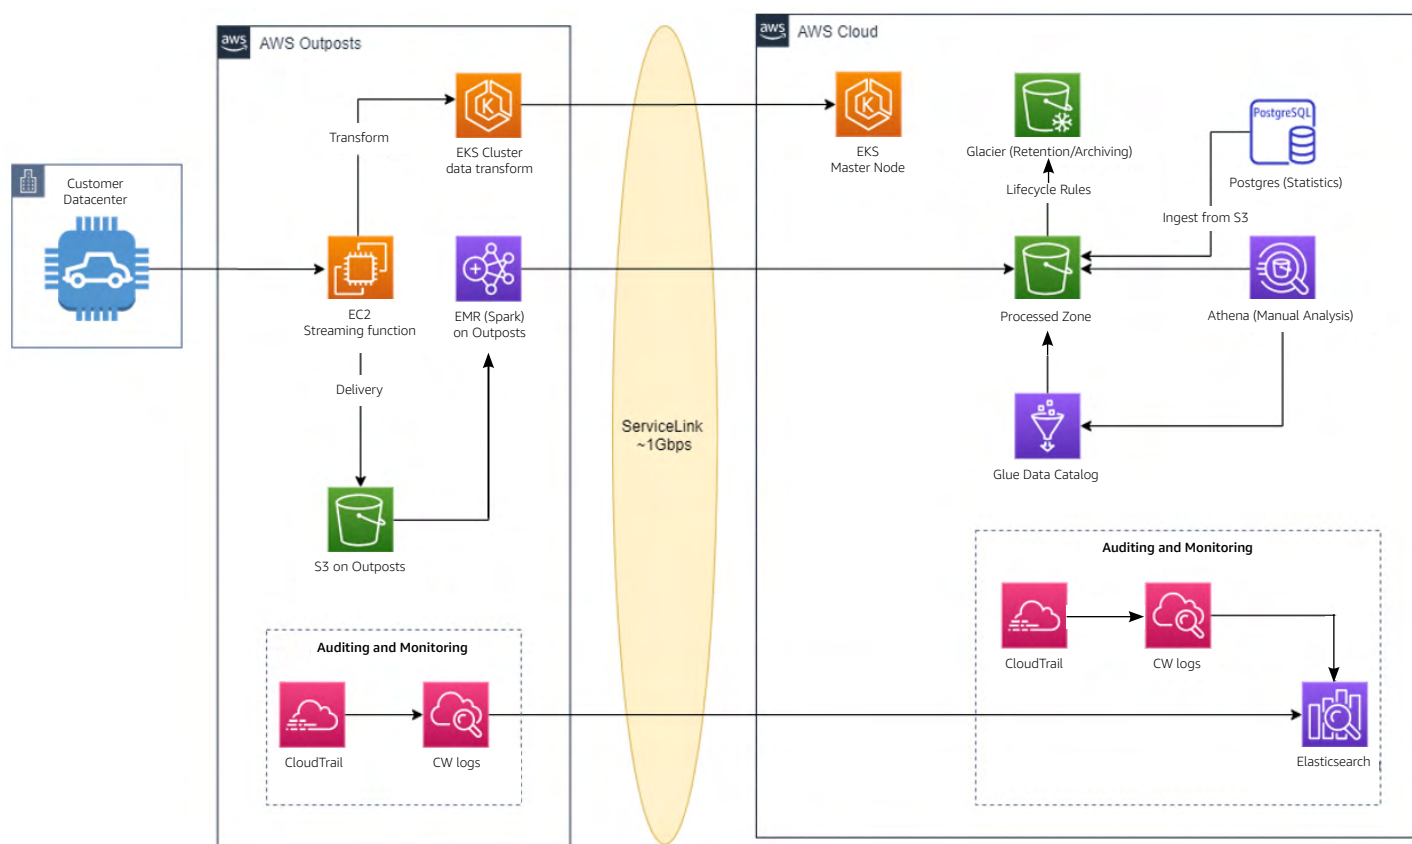 aws
AWS Outposts
aws
AWS Cloud
EKS Cluster
data transform
Transform
EKS
Master Node
Glacier (Retention/Archiving)
Lifecycle Rules
PostgreSQL
Postgres (Statistics)
Ingest from S3
Customer
Datacenter
EC2
Streaming function
EMR (Spark)
on Outposts
Processed Zone
Athena (Manual Analysis)
Delivery
ServiceLink
~1Gbps
Glue Data Catalog
S3 on Outposts
Auditing and Monitoring
CloudTrail
CW logs
Auditing and Monitoring
CloudTrail
CW logs
Elasticsearch